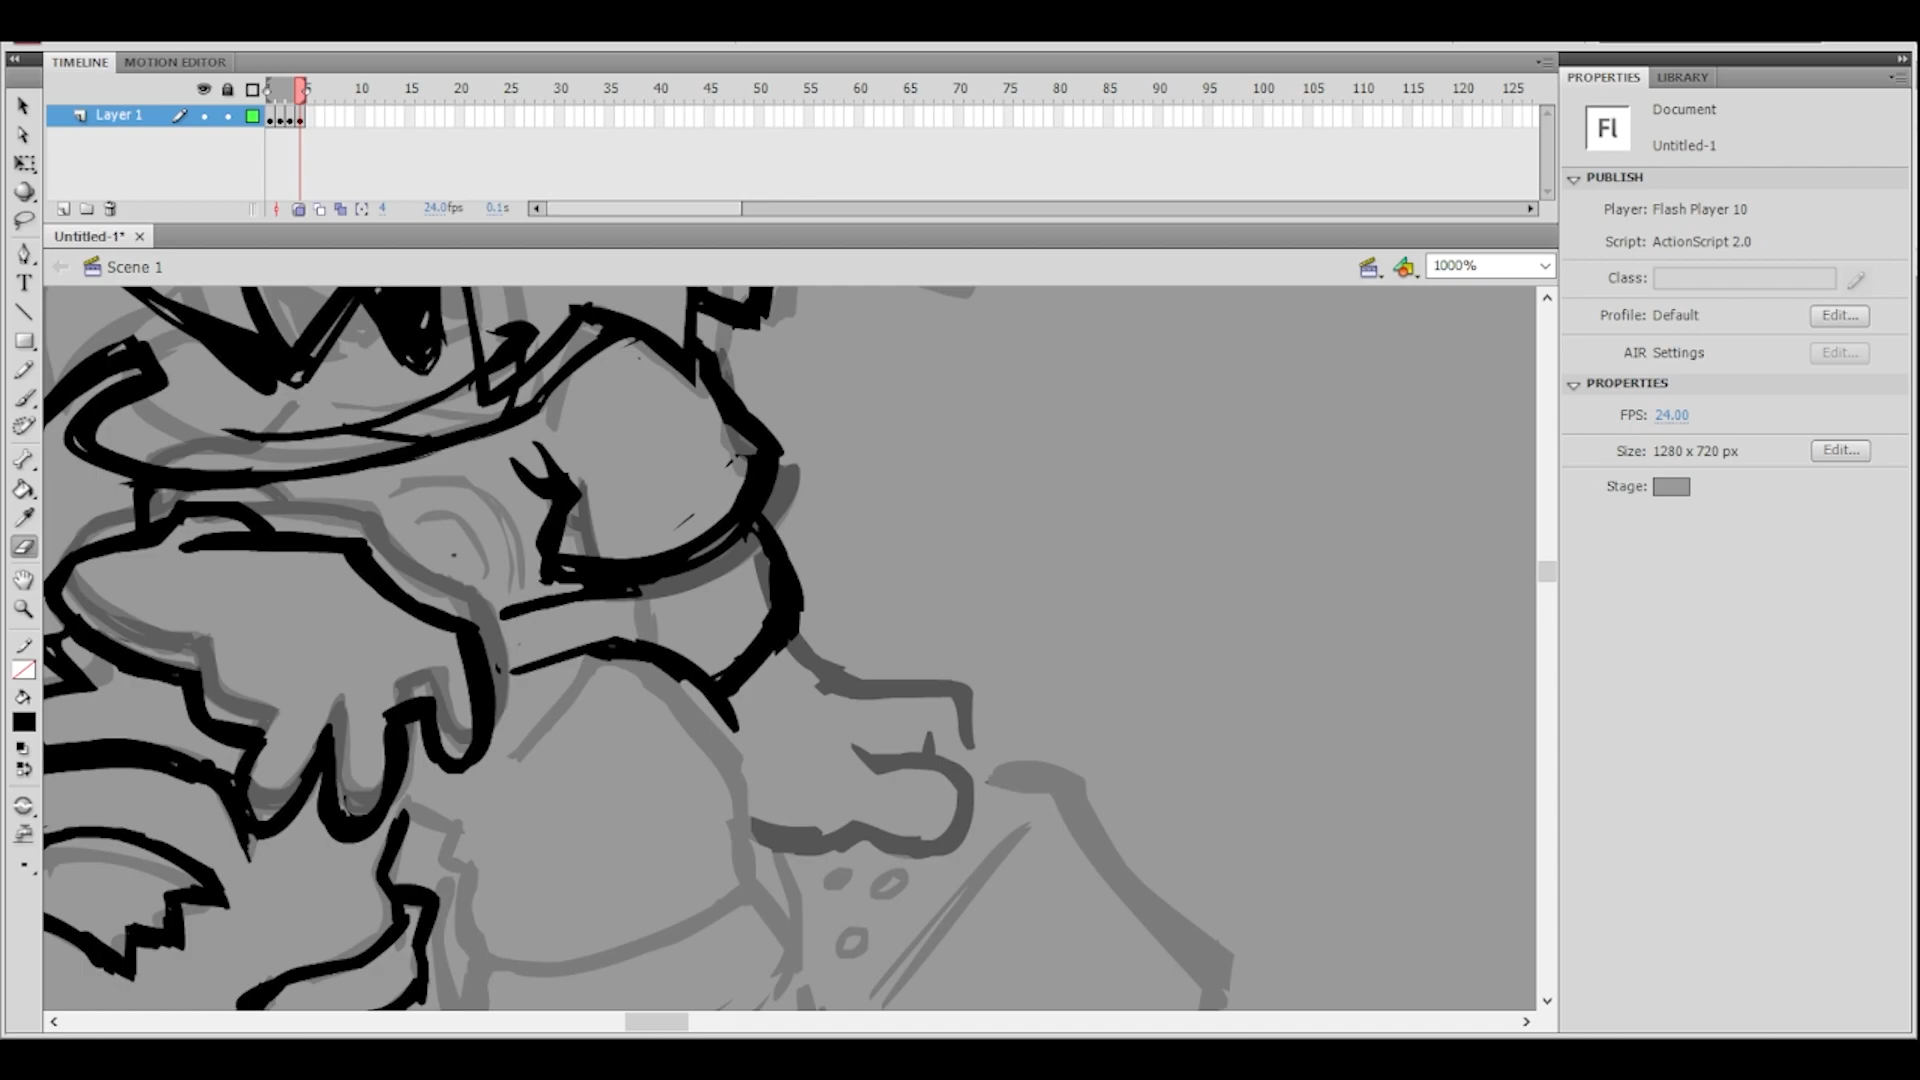 TIMELINE MOTION EDITOR
5 10 15 20 25 30 35 40 45 50 55 60 65 70 75 80 85 90 95 100 105 110 115 120 125
Layer 1
4 24.0fps 0.1s
Untitled-1*
Scene 1
1000%
T
PROPERTIES LIBRARY
Fl
Document
Untitled-1
PUBLISH
Player: Flash Player 10
Script: ActionScript 2.0
Class:
Profile: Default Edit...
AIR Settings Edit...
PROPERTIES
FPS: 24.00
Size: 1280 x 720 px Edit...
Stage: